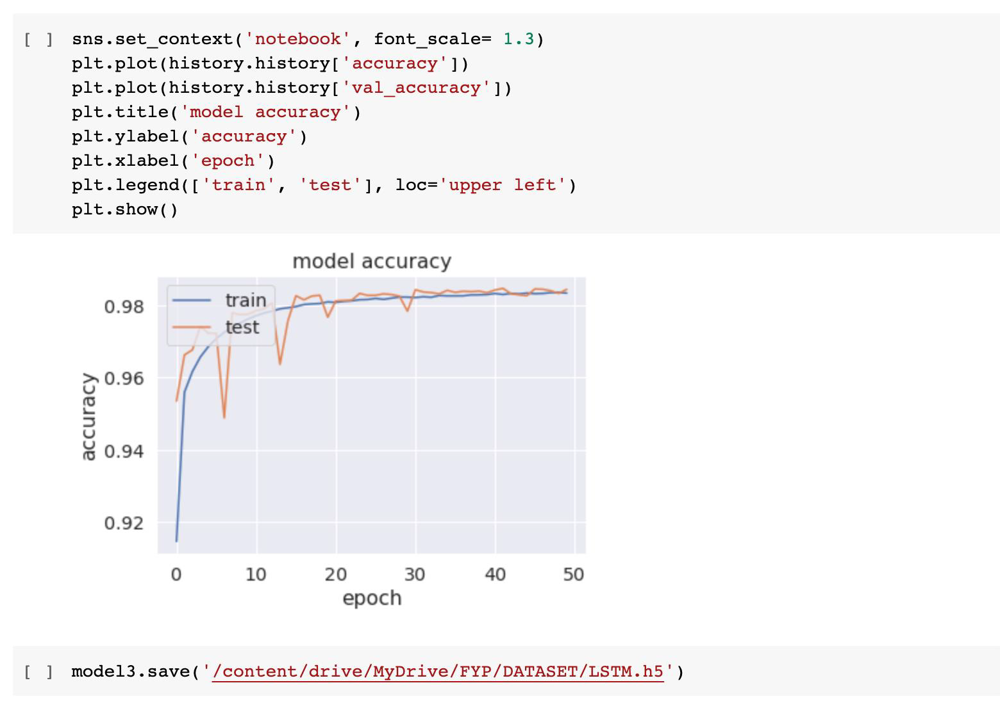 [ ] sns.set_context('notebook', font_scale= 1.3)
plt.plot(history.history['accuracy'])
plt.plot(history.history['val_accuracy'])
plt.title('model accuracy')
plt.ylabel('accuracy')
plt.xlabel('epoch')
plt.legend(['train', 'test'], loc='upper left')
plt.show()
model accuracy
train
test
accuracy
0.98
0.96
0.94
0.92
0 10 20 30 40 50
epoch
[ ] model3.save('/content/drive/MyDrive/FYP/DATASET/LSTM.h5')